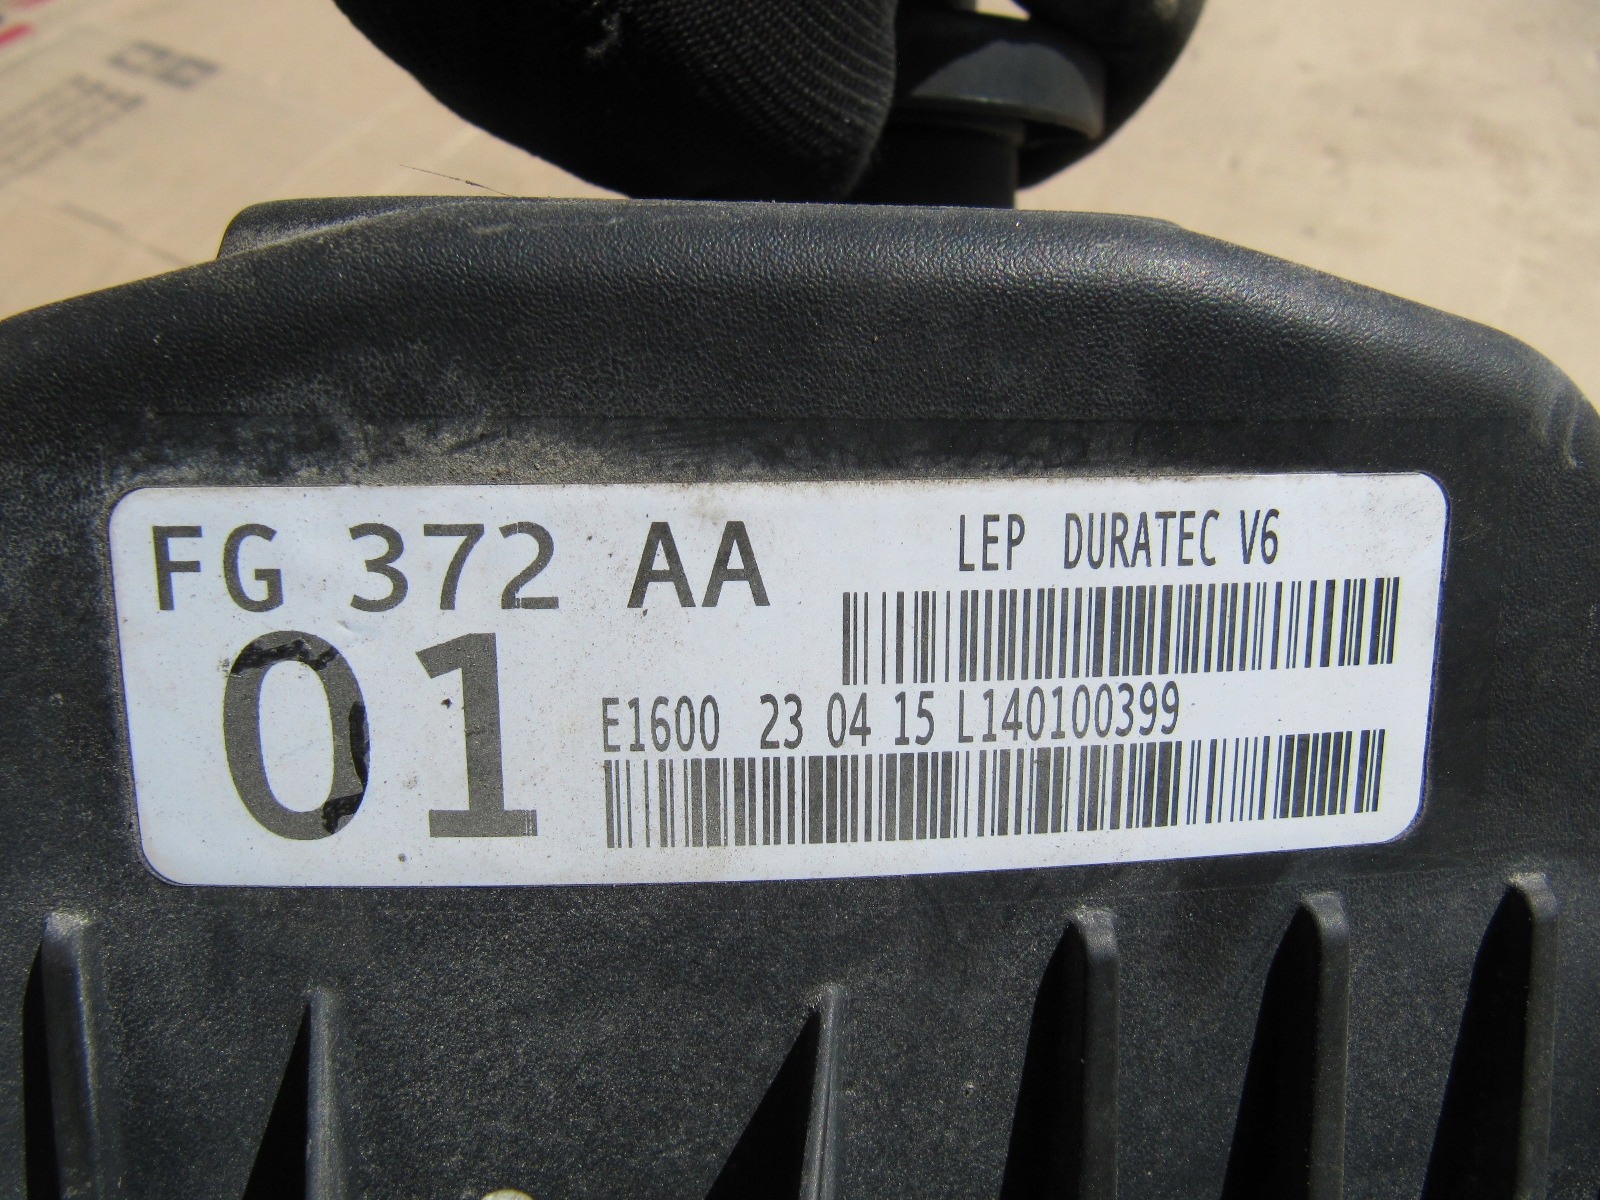 FG 372 AA
LEP DURATEC V6
01
E1600 23 04 15 L140100399